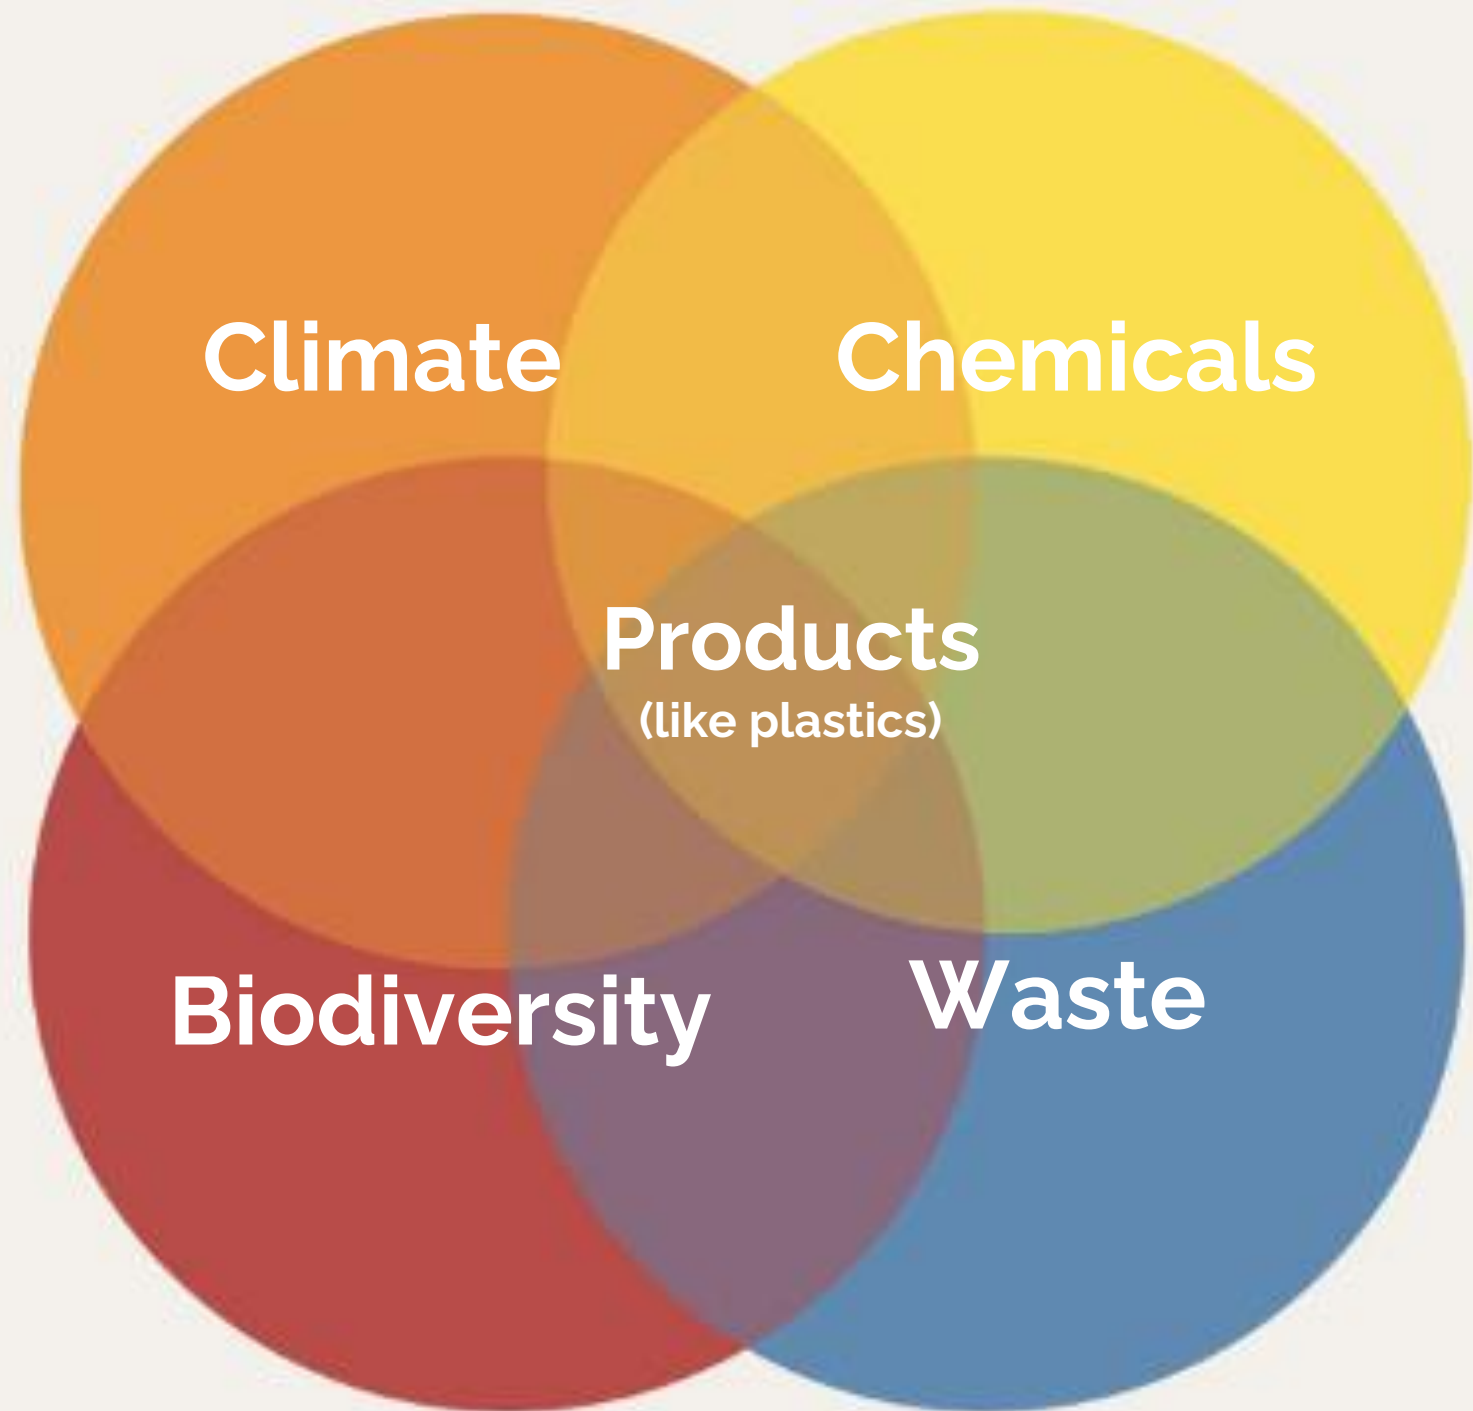 Climate
Chemicals
Products
(like plastics)
Biodiversity
Waste